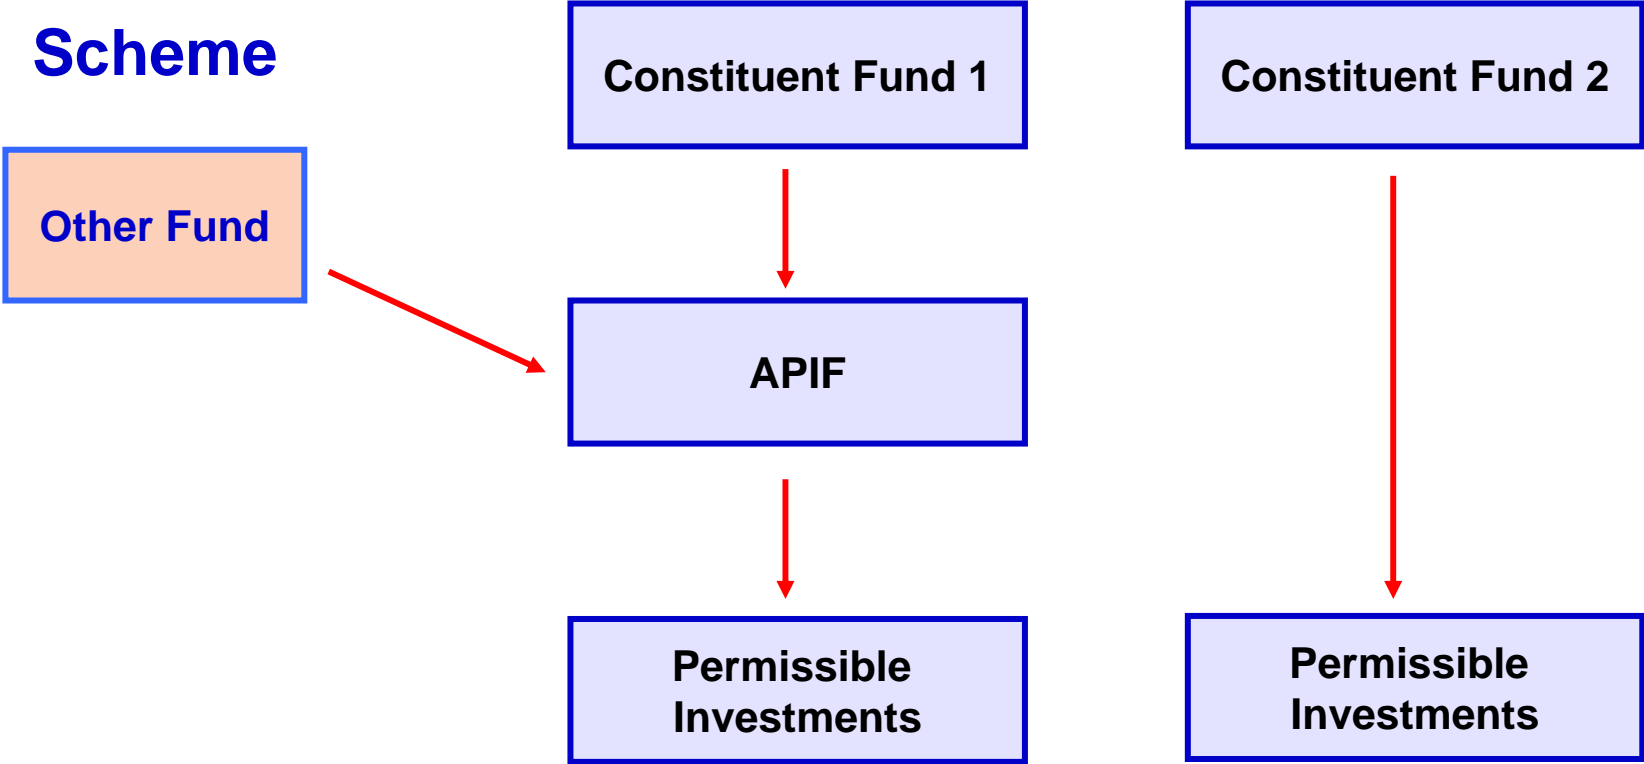 Scheme
Constituent Fund 1
Constituent Fund 2
Other Fund
APIF
Permissible
Investments
Permissible
Investments